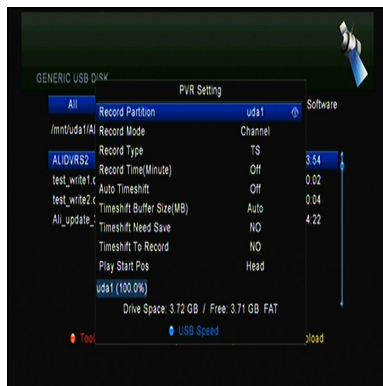 GENERIC USB DISK
PVR Setting
All
Software
Record Partition uda1
/mnt/uda1/Al
Record Mode Channel
Record Type TS
ALIDVRS2
3:54
Record Time(Minute) Off
test_write1.c
0:02
Auto Timeshift Off
test_write2.c
0:04
Timeshift Buffer Size(MB) Auto
Ali_update_
4:22
Timeshift Need Save NO
Timeshift To Record NO
Play Start Pos Head
uda1 (100.0%)
Drive Space: 3.72 GB / Free: 3.71 GB FAT
USB Speed
Tool
pload